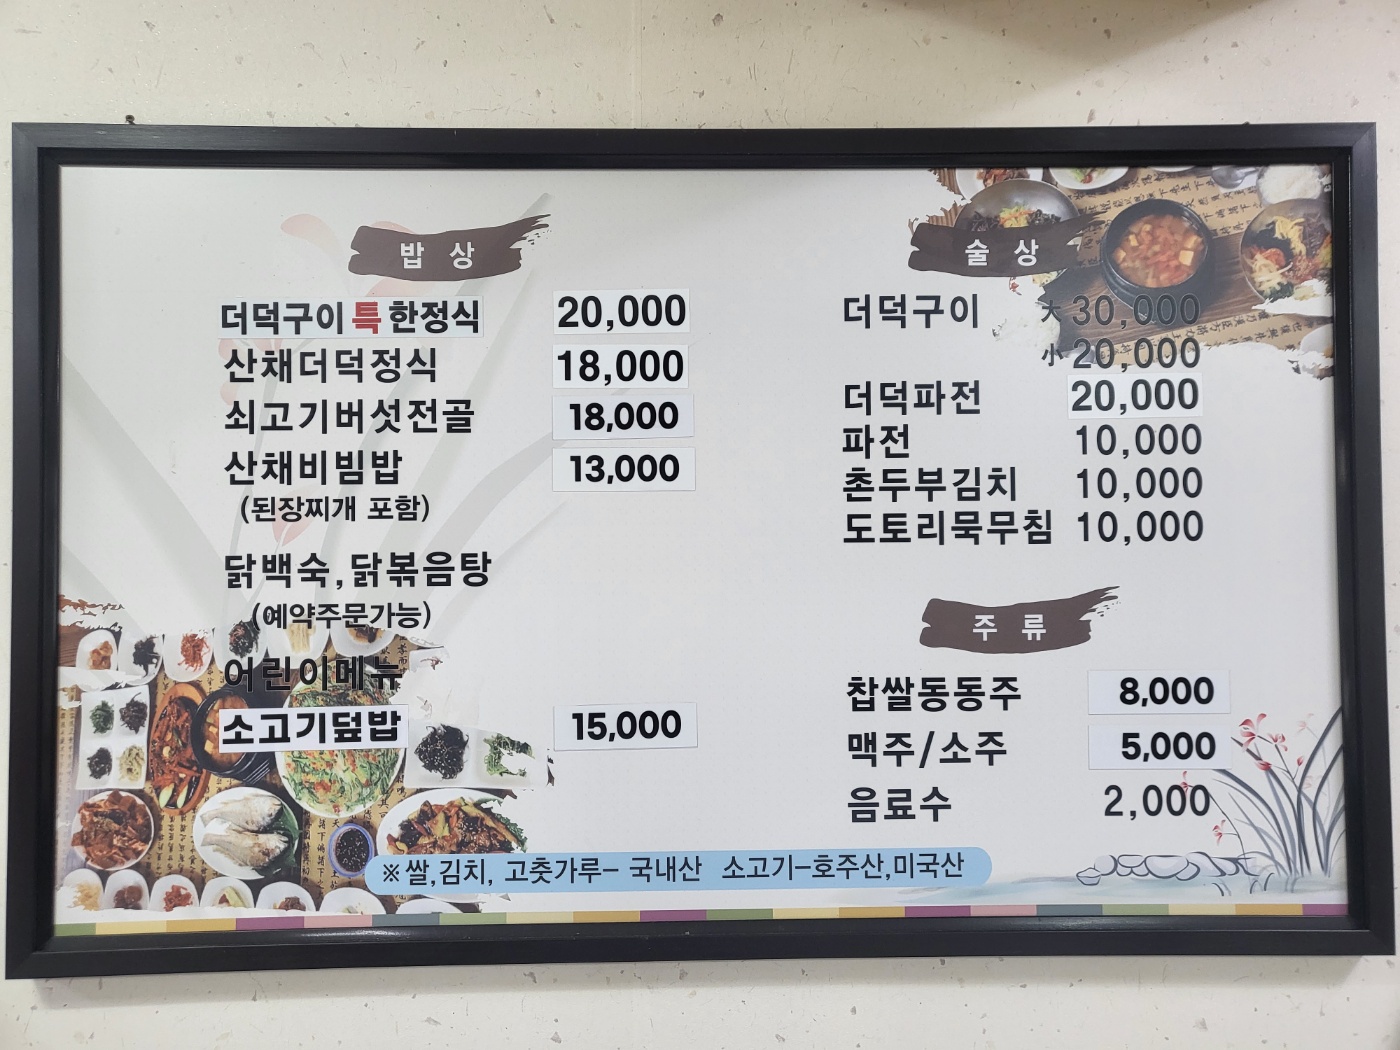 밥 상
더덕구이 특 한정식 20,000
산채더덕정식 18,000
쇠고기버섯전골 18,000
산채비빔밥 13,000
(된장찌개 포함)
닭백숙,닭볶음탕
(예약주문가능)
어린이메뉴
소고기덮밥 15,000
술 상
더덕구이 大 30,000
小 20,000
더덕파전 20,000
파전 10,000
촌두부김치 10,000
도토리묵무침 10,000
주 류
찹쌀동동주 8,000
맥주/소주 5,000
음료수 2,000
※쌀,김치, 고춧가루- 국내산 소고기-호주산,미국산